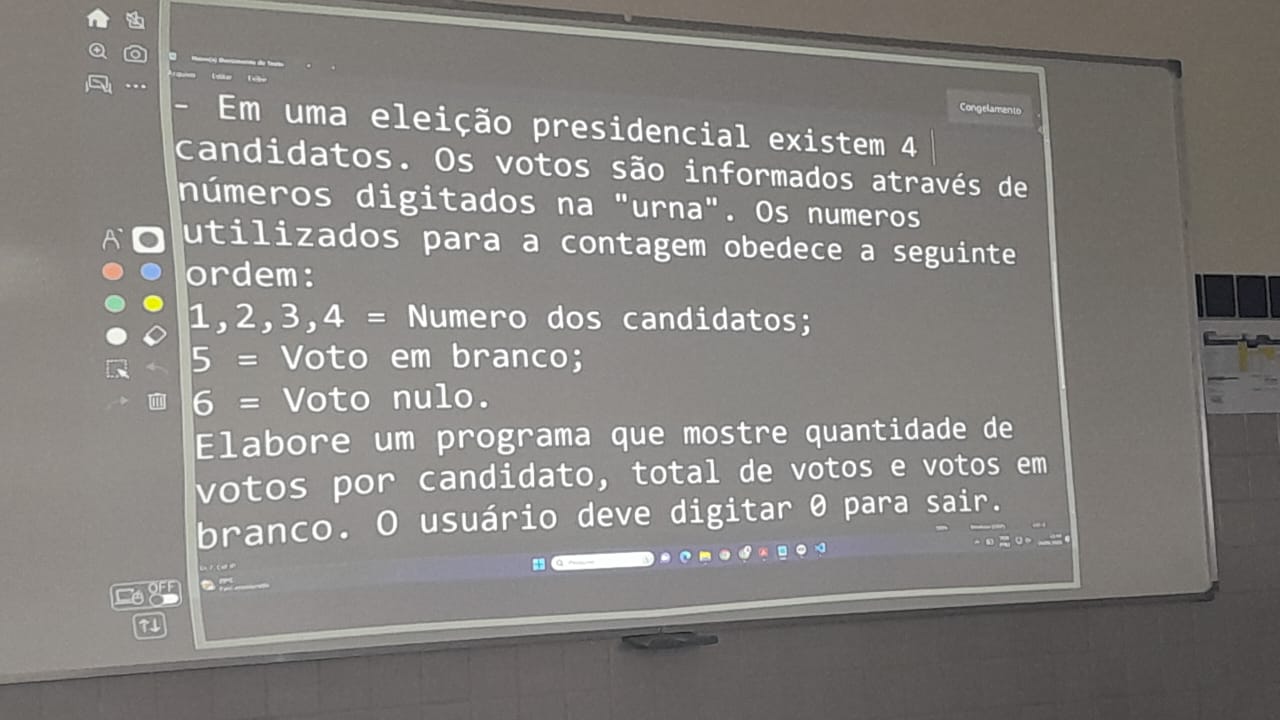 Arquivo Editar Exibir
Congelamento
- Em uma eleição presidencial existem 4
candidatos. Os votos são informados através de
números digitados na "urna". Os numeros
utilizados para a contagem obedece a seguinte
ordem:
1,2,3,4 = Numero dos candidatos;
5 = Voto em branco;
6 = Voto nulo.
Elabore um programa que mostre quantidade de
votos por candidato, total de votos e votos em
branco. O usuário deve digitar 0 para sair.
OFF